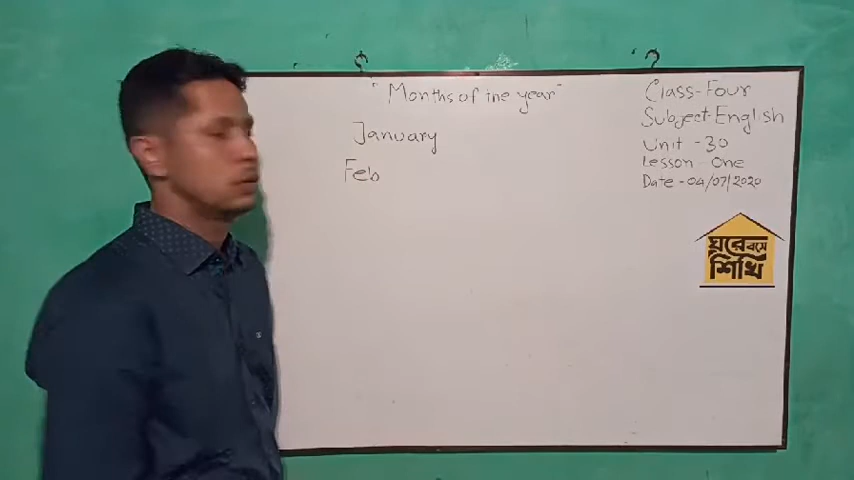 "Months of the year"
January
Feb
Class-Four
Subject-English
Unit - 30
Lesson - One
Date - 04/07/2020
ঘরে বসে
শিখি